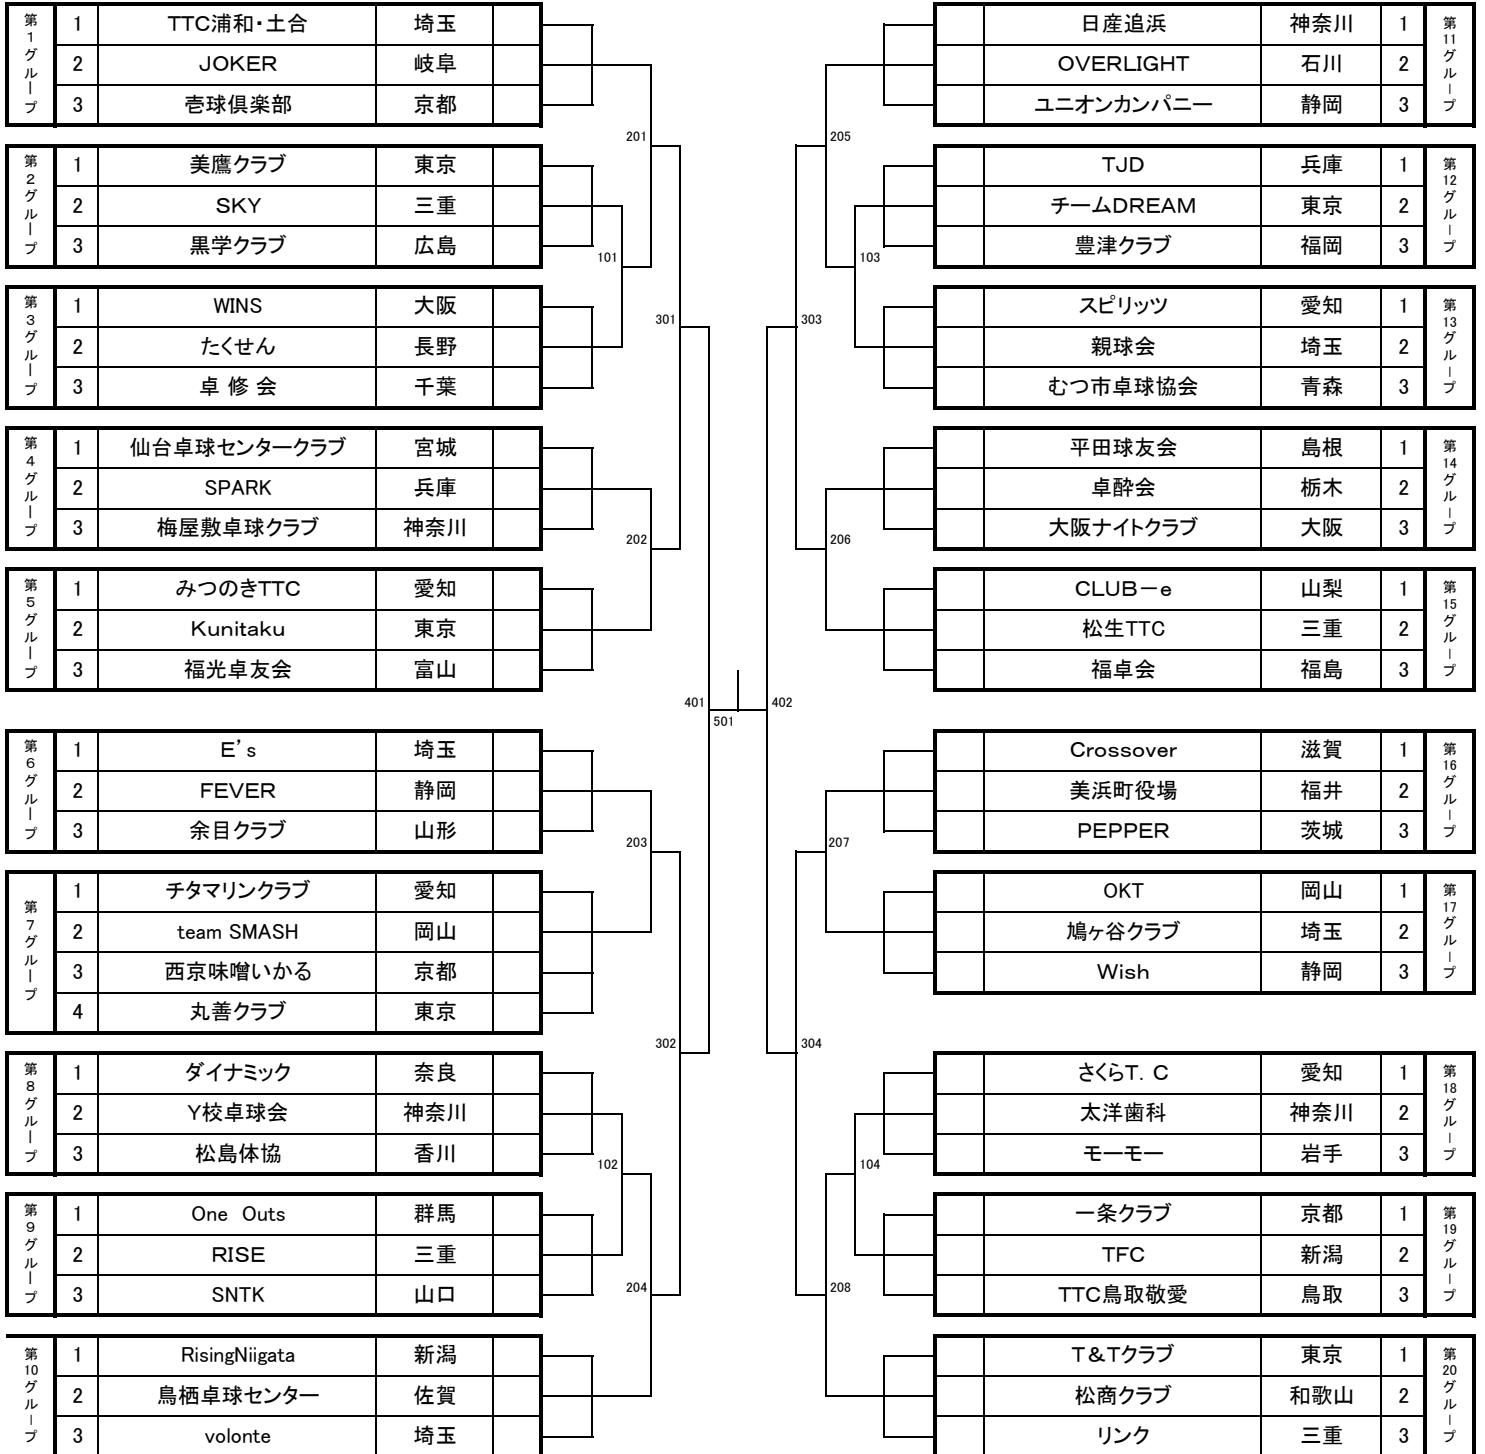 第1グループ
1 TTC浦和・土合 埼玉
2 JOKER 岐阜
3 壱球倶楽部 京都
201
第2グループ
1 美鷹クラブ 東京
2 SKY 三重
3 黒学クラブ 広島
101
第3グループ
1 WINS 大阪
2 たくせん 長野
3 卓 修 会 千葉
301
第4グループ
1 仙台卓球センタークラブ 宮城
2 SPARK 兵庫
3 梅屋敷卓球クラブ 神奈川
202
第5グループ
1 みつのきTTC 愛知
2 Kunitaku 東京
3 福光卓友会 富山
401
501
第6グループ
1 E's 埼玉
2 FEVER 静岡
3 余目クラブ 山形
203
第7グループ
1 チタマリンクラブ 愛知
2 team SMASH 岡山
3 西京味噌いかる 京都
4 丸善クラブ 東京
302
第8グループ
1 ダイナミック 奈良
2 Y校卓球会 神奈川
3 松島体協 香川
102
第9グループ
1 One Outs 群馬
2 RISE 三重
3 SNTK 山口
204
第10グループ
1 RisingNiigata 新潟
2 鳥栖卓球センター 佐賀
3 volonte 埼玉
日産追浜 神奈川 1
OVERLIGHT 石川 2
ユニオンカンパニー 静岡 3
第11グループ
205
TJD 兵庫 1
チームDREAM 東京 2
豊津クラブ 福岡 3
第12グループ
103
スピリッツ 愛知 1
親球会 埼玉 2
むつ市卓球協会 青森 3
第13グループ
303
平田球友会 島根 1
卓酔会 栃木 2
大阪ナイトクラブ 大阪 3
第14グループ
206
CLUB－e 山梨 1
松生TTC 三重 2
福卓会 福島 3
第15グループ
402
Crossover 滋賀 1
美浜町役場 福井 2
PEPPER 茨城 3
第16グループ
207
OKT 岡山 1
鳩ヶ谷クラブ 埼玉 2
Wish 静岡 3
第17グループ
304
さくらT．C 愛知 1
太洋歯科 神奈川 2
モーモー 岩手 3
第18グループ
104
一条クラブ 京都 1
TFC 新潟 2
TTC鳥取敬愛 鳥取 3
第19グループ
208
T＆Tクラブ 東京 1
松商クラブ 和歌山 2
リンク 三重 3
第20グループ